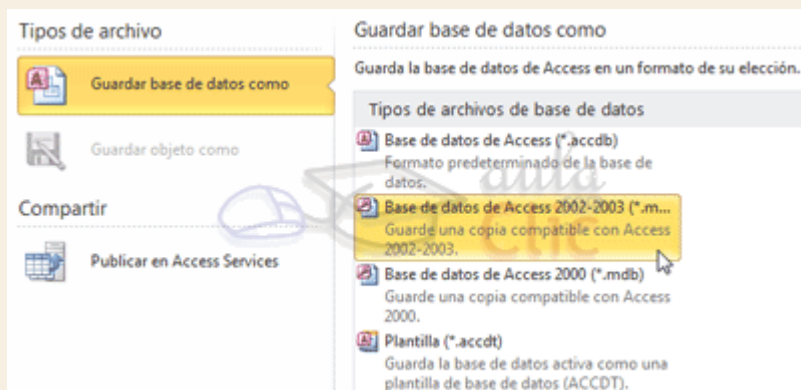 Tipos de archivo
Guardar base de datos como
Guardar objeto como
Compartir
Publicar en Access Services
Guardar base de datos como
Guarda la base de datos de Access en un formato de su elección.
Tipos de archivos de base de datos
Base de datos de Access (*.accdb)
Formato predeterminado de la base de
datos.
Base de datos de Access 2002-2003 (*.m...
Guarde una copia compatible con Access
2002-2003.
Base de datos de Access 2000 (*.mdb)
Guarde una copia compatible con Access
2000.
Plantilla (*.accdt)
Guarda la base de datos activa como una
plantilla de base de datos (ACCDT).
aula
Clic